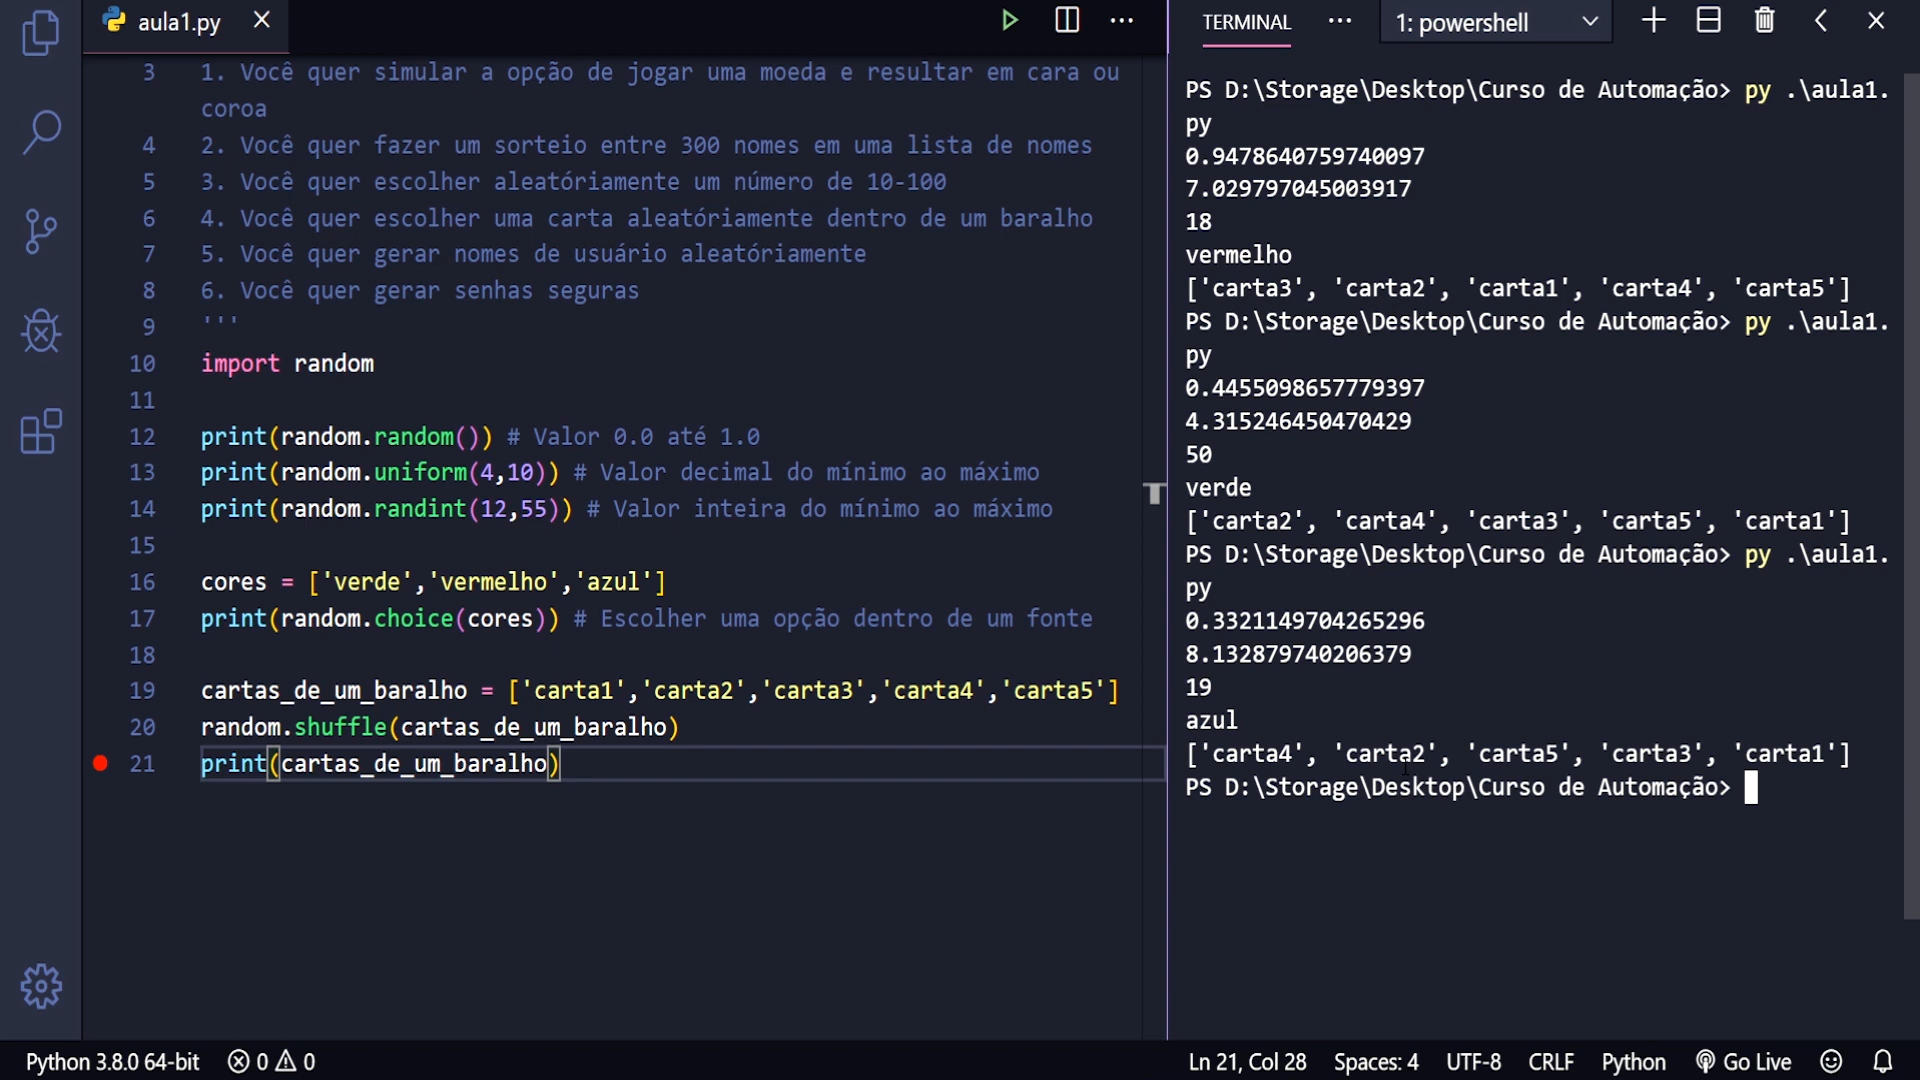 aula1.py
3 1. Você quer simular a opção de jogar uma moeda e resultar em cara ou
coroa
4 2. Você quer fazer um sorteio entre 300 nomes em uma lista de nomes
5 3. Você quer escolher aleatóriamente um número de 10-100
6 4. Você quer escolher uma carta aleatóriamente dentro de um baralho
7 5. Você quer gerar nomes de usuário aleatóriamente
8 6. Você quer gerar senhas seguras
9 '''
10 import random
11
12 print(random.random()) # Valor 0.0 até 1.0
13 print(random.uniform(4,10)) # Valor decimal do mínimo ao máximo
14 print(random.randint(12,55)) # Valor inteira do mínimo ao máximo
15
16 cores = ['verde','vermelho','azul']
17 print(random.choice(cores)) # Escolher uma opção dentro de um fonte
18
19 cartas_de_um_baralho = ['carta1','carta2','carta3','carta4','carta5']
20 random.shuffle(cartas_de_um_baralho)
21 print(cartas_de_um_baralho)
TERMINAL
1: powershell
PS D:\Storage\Desktop\Curso de Automação> py .\aula1.
py
0.9478640759740097
7.029797045003917
18
vermelho
['carta3', 'carta2', 'carta1', 'carta4', 'carta5']
PS D:\Storage\Desktop\Curso de Automação> py .\aula1.
py
0.4455098657779397
4.315246450470429
50
verde
['carta2', 'carta4', 'carta3', 'carta5', 'carta1']
PS D:\Storage\Desktop\Curso de Automação> py .\aula1.
py
0.3321149704265296
8.132879740206379
19
azul
['carta4', 'carta2', 'carta5', 'carta3', 'carta1']
PS D:\Storage\Desktop\Curso de Automação>
Python 3.8.0 64-bit 0 0 Ln 21, Col 28 Spaces: 4 UTF-8 CRLF Python Go Live